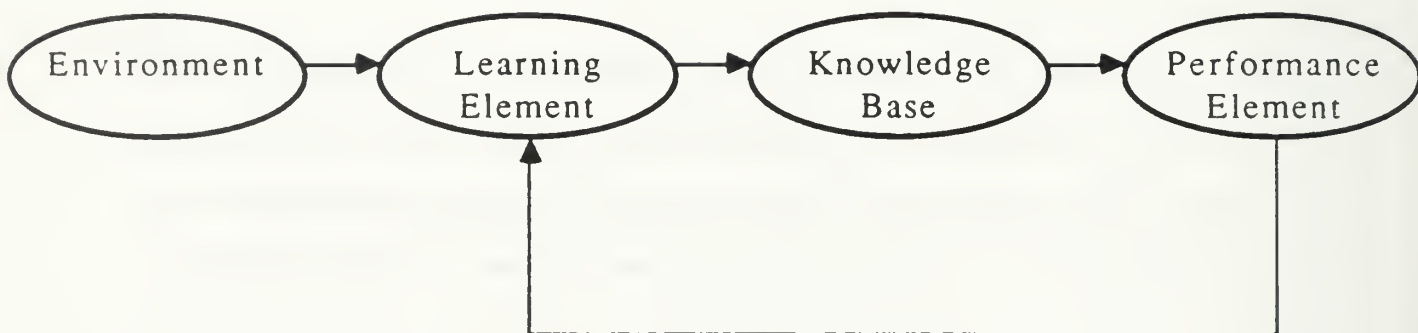 Environment
Learning
Element
Knowledge
Base
Performance
Element